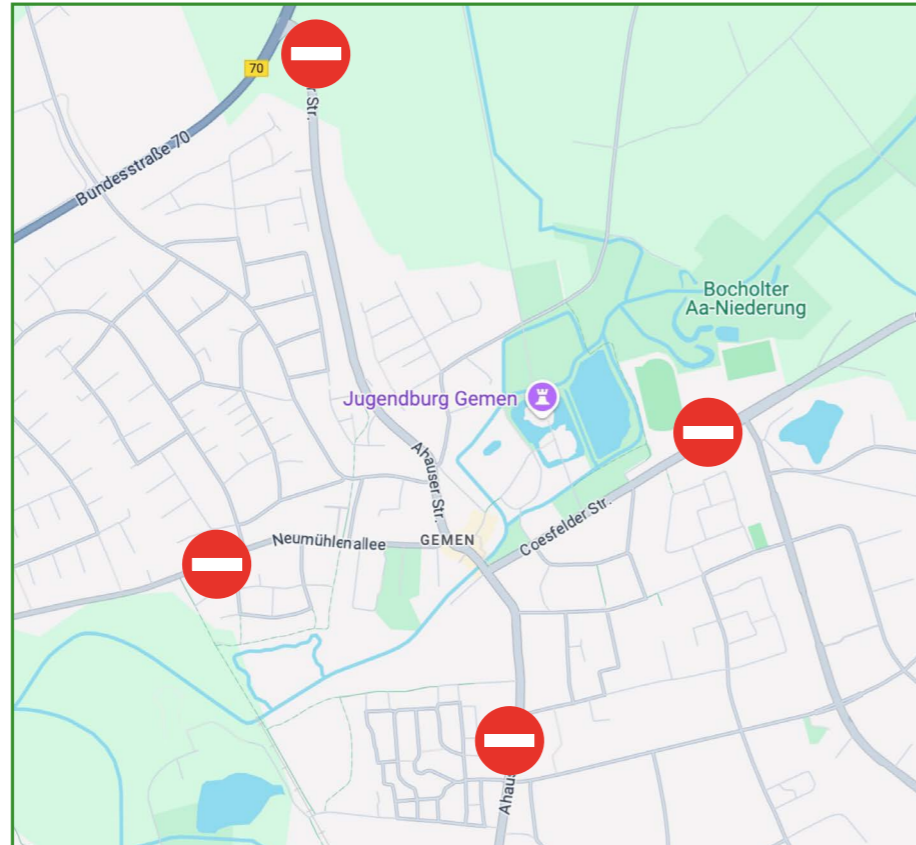 70
r Str.
Bundesstraße 70
Bocholter
Aa-Niederung
Jugendburg Gemen
Ahauser Str.
Coesfelder Str.
Neumühlenallee
GEMEN
Ahaus